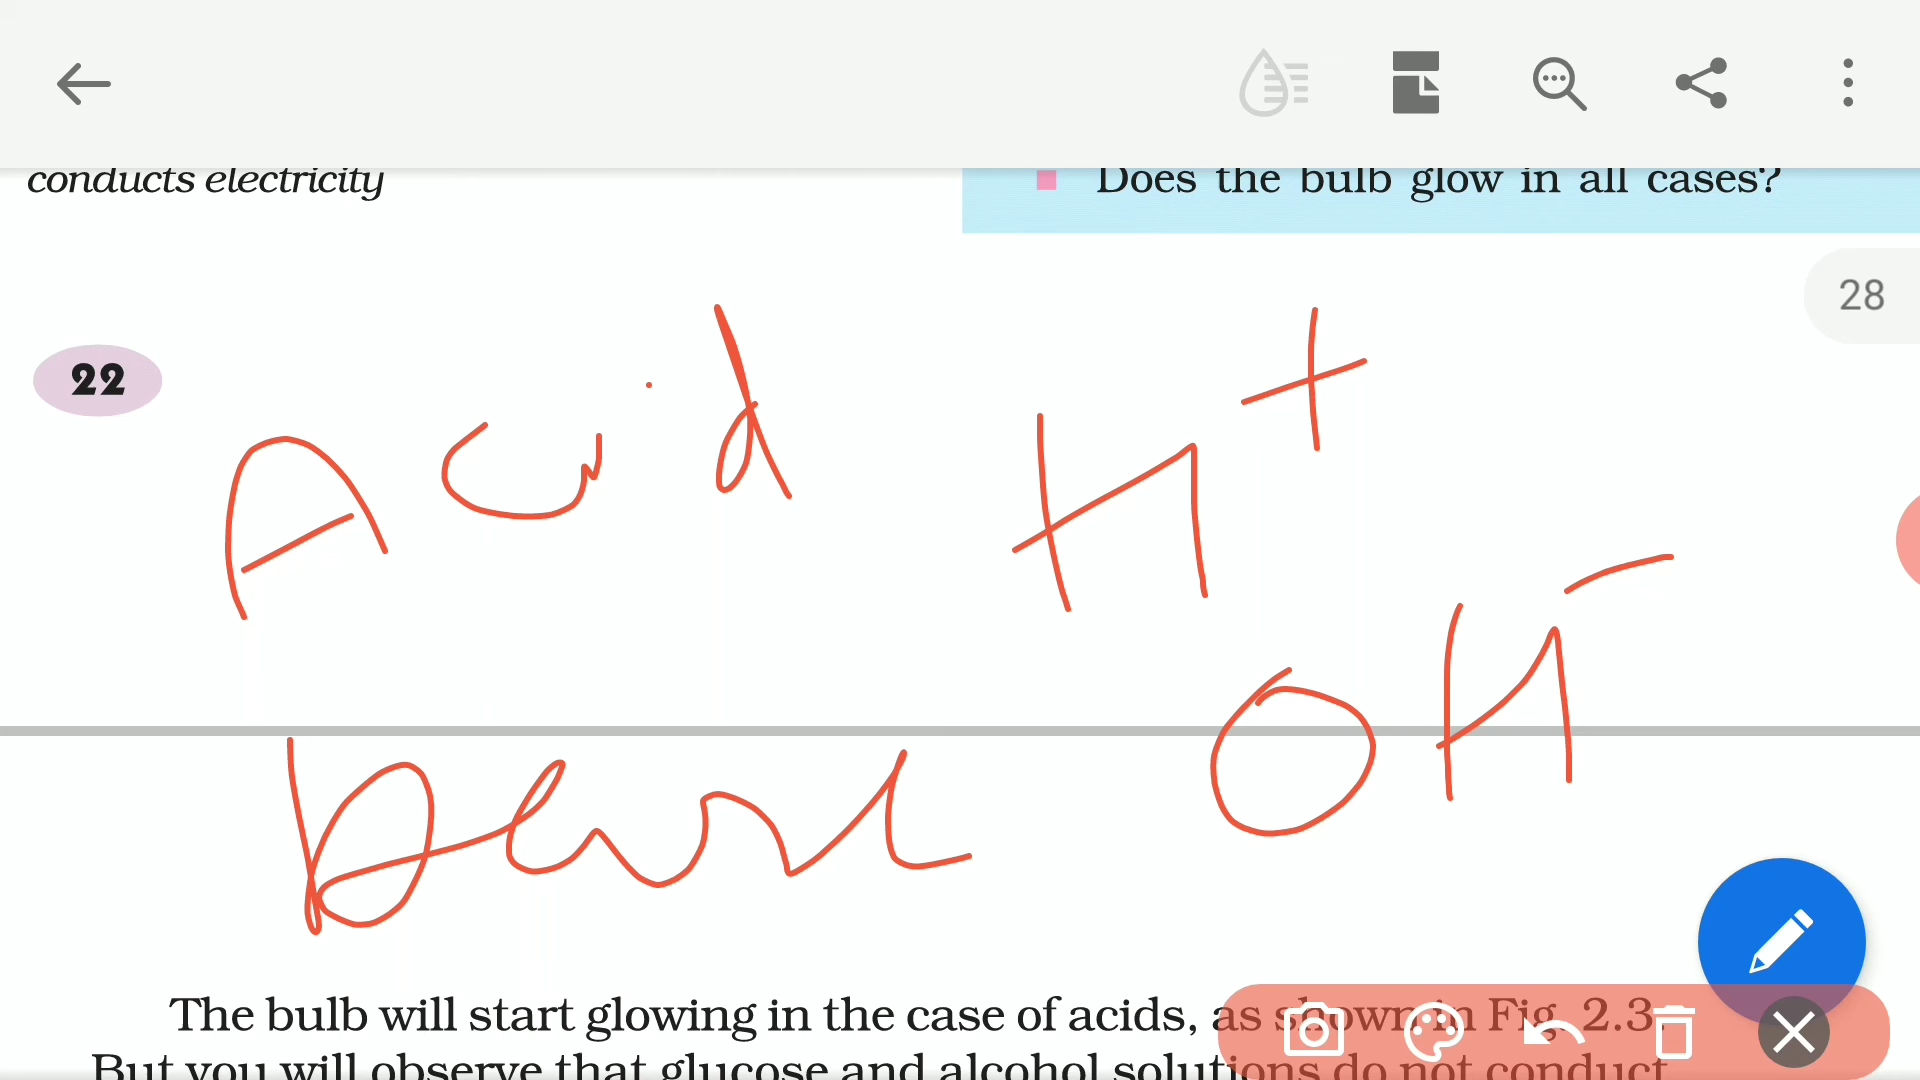 conducts electricity
Does the bulb glow in all cases?
28
22
Acid H+
base OH-
The bulb will start glowing in the case of acids, as shown in Fig. 2.3.
But you will observe that glucose and alcohol solutions do not conduct